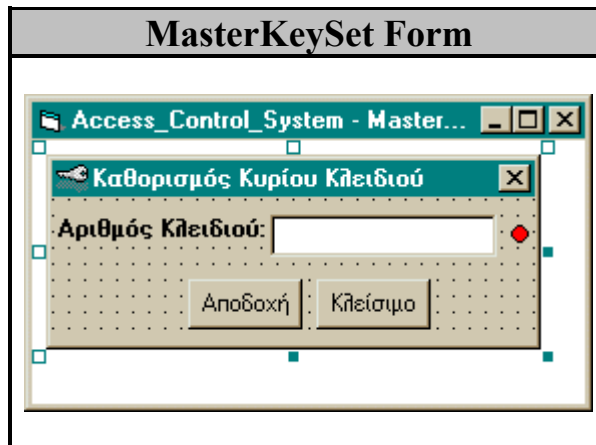 MasterKeySet Form
Access_Control_System - Master...
Καθορισμός Κυρίου Κλειδιού
Αριθμός Κλειδιού:
Αποδοχή Κλείσιμο